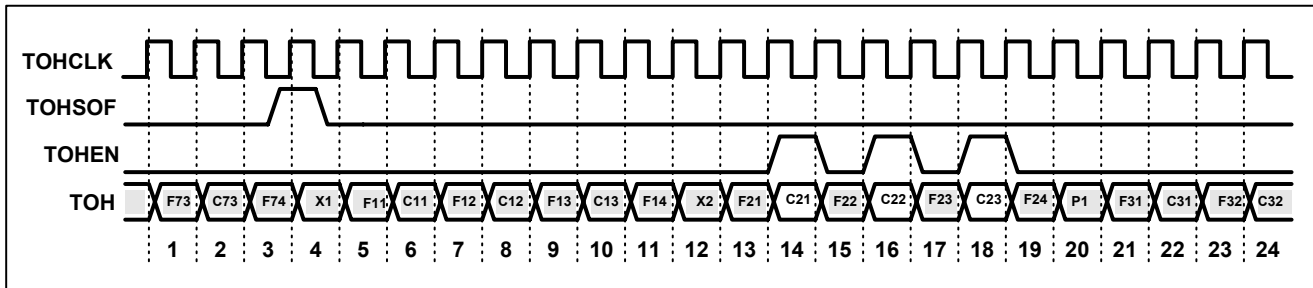 TOHCLK
TOHSOF
TOHEN
TOH F73 C73 F74 X1 F11 C11 F12 C12 F13 C13 F14 X2 F21 C21 F22 C22 F23 C23 F24 P1 F31 C31 F32 C32
1 2 3 4 5 6 7 8 9 10 11 12 13 14 15 16 17 18 19 20 21 22 23 24